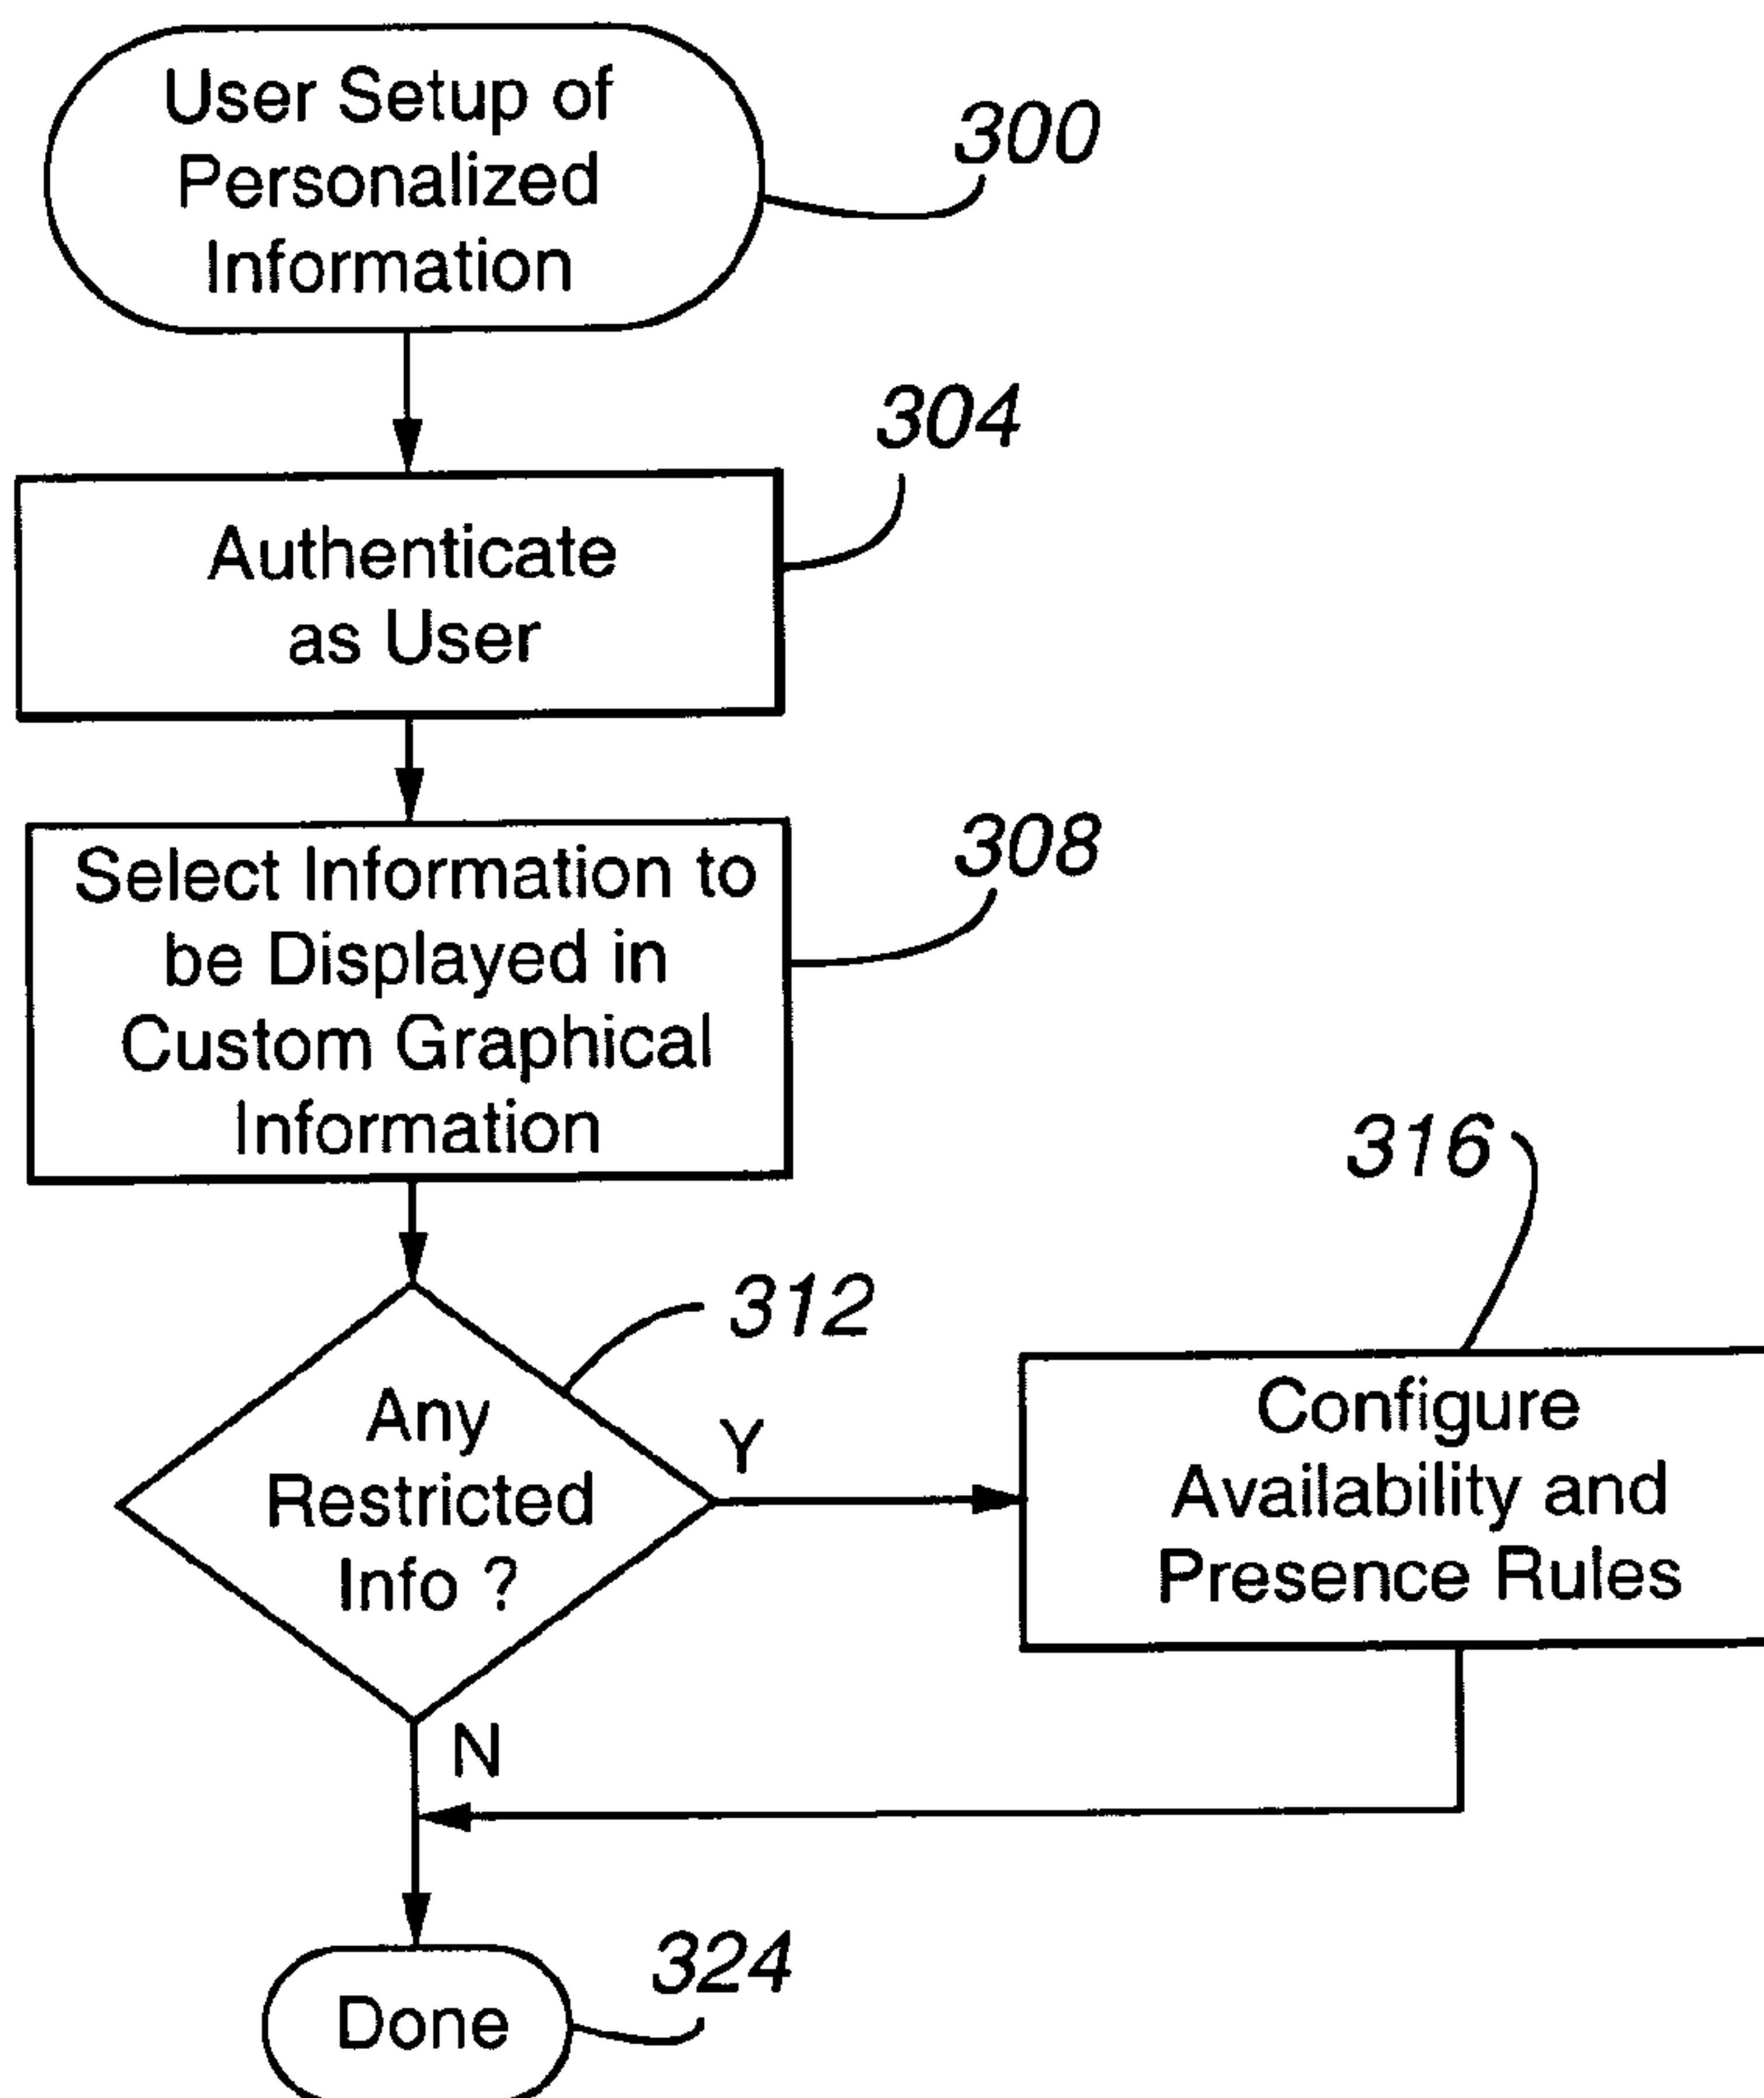 User Setup of
Personalized
Information
300
304
Authenticate
as User
308
Select Information to
be Displayed in
Custom Graphical
Information
316
312
Any
Restricted
Info ?
Y
Configure
Availability and
Presence Rules
N
324
Done